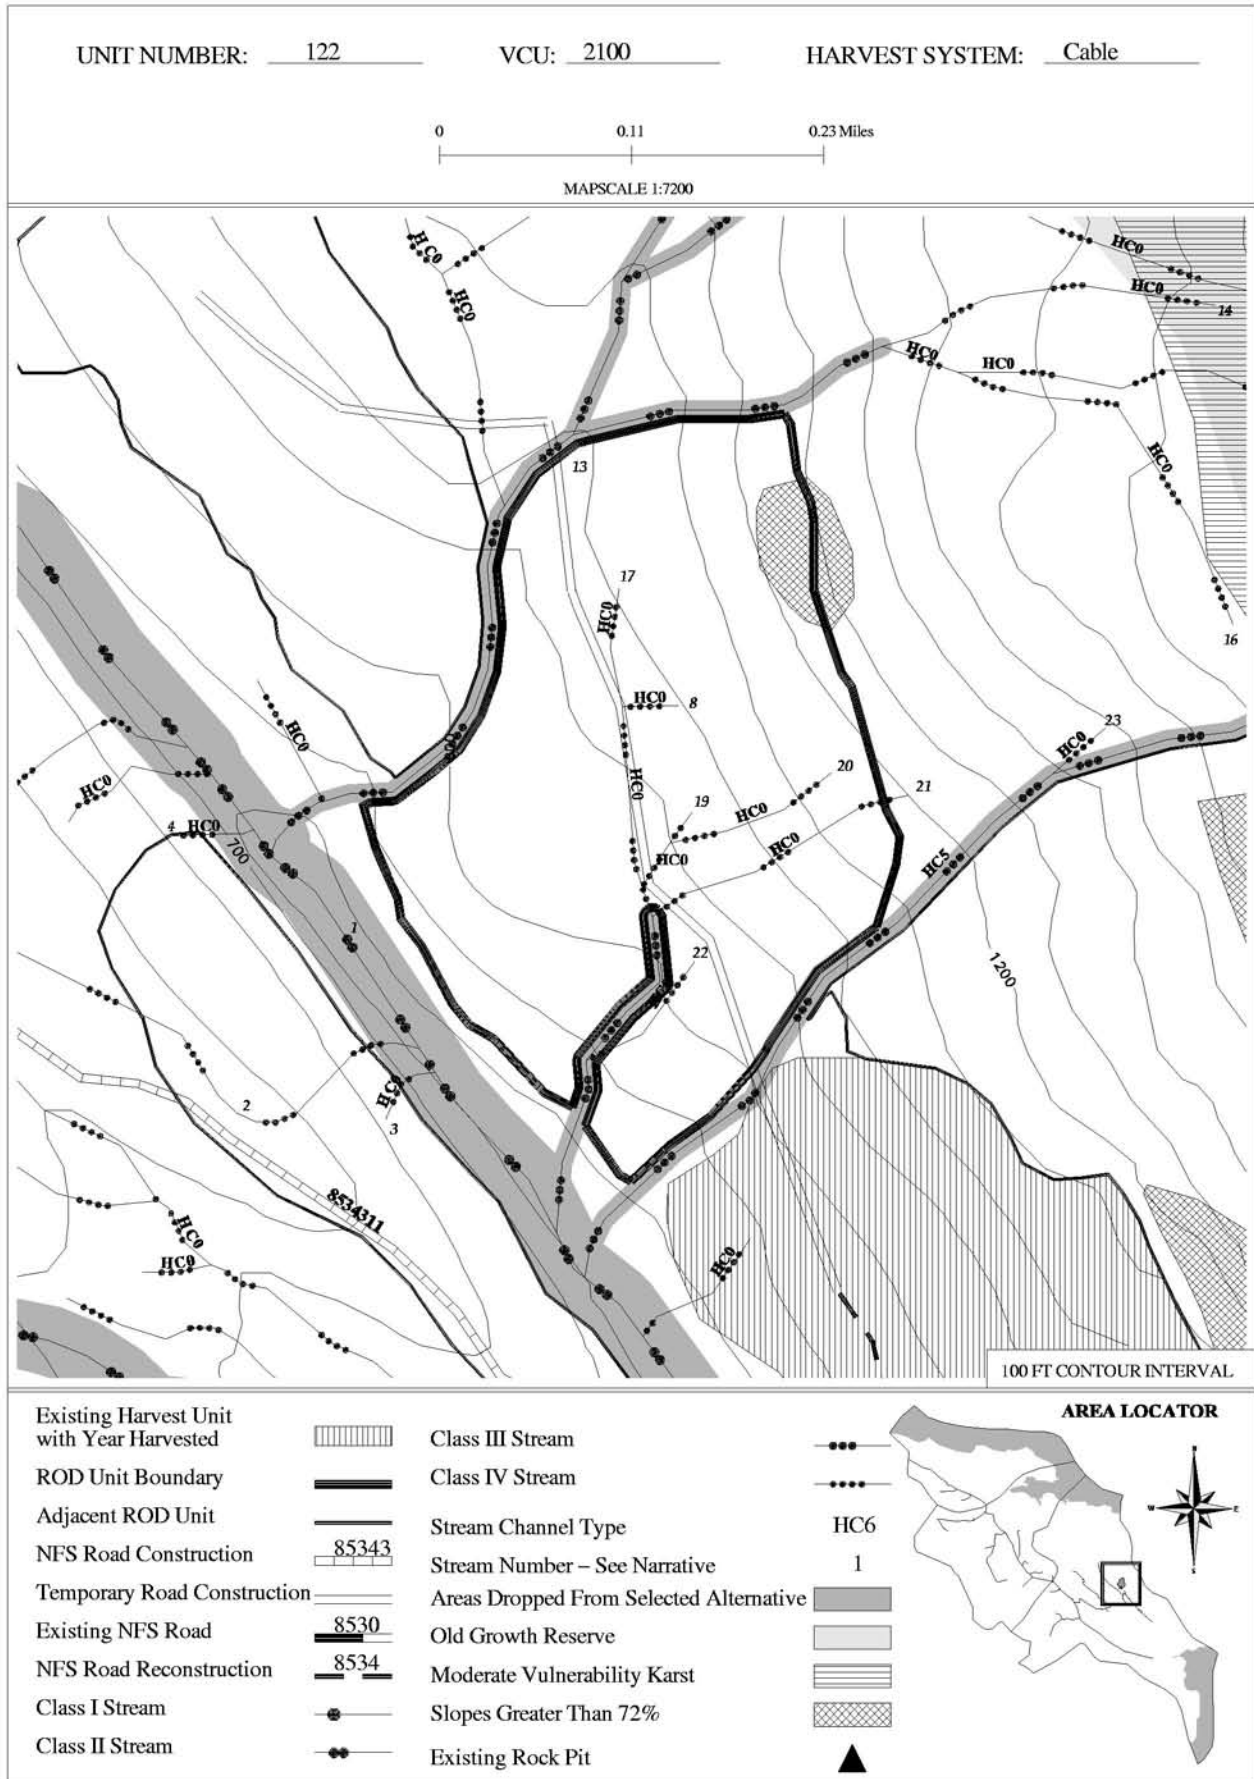 UNIT NUMBER: 122 VCU: 2100 HARVEST SYSTEM: Cable
0 0.11 0.23 Miles
MAPSCALE 1:7200
HC0
HC0
HC0
HC0
14
HC0
HC0
13
HC0
17
HC0
16
HC0
8
HC0
23
HC0
HC0
20
HC0
21
19
HC0
HC0
4
HC0
700
HC0
HC0
HC5
1
22
1200
2
3
8534311
HC0
HC0
HC0
100 FT CONTOUR INTERVAL
Existing Harvest Unit
with Year Harvested
ROD Unit Boundary
Adjacent ROD Unit
NFS Road Construction 85343
Temporary Road Construction
Existing NFS Road 8530
NFS Road Reconstruction 8534
Class I Stream
Class II Stream
Class III Stream
Class IV Stream
Stream Channel Type HC6
Stream Number – See Narrative 1
Areas Dropped From Selected Alternative
Old Growth Reserve
Moderate Vulnerability Karst
Slopes Greater Than 72%
Existing Rock Pit
AREA LOCATOR
N
W E
S